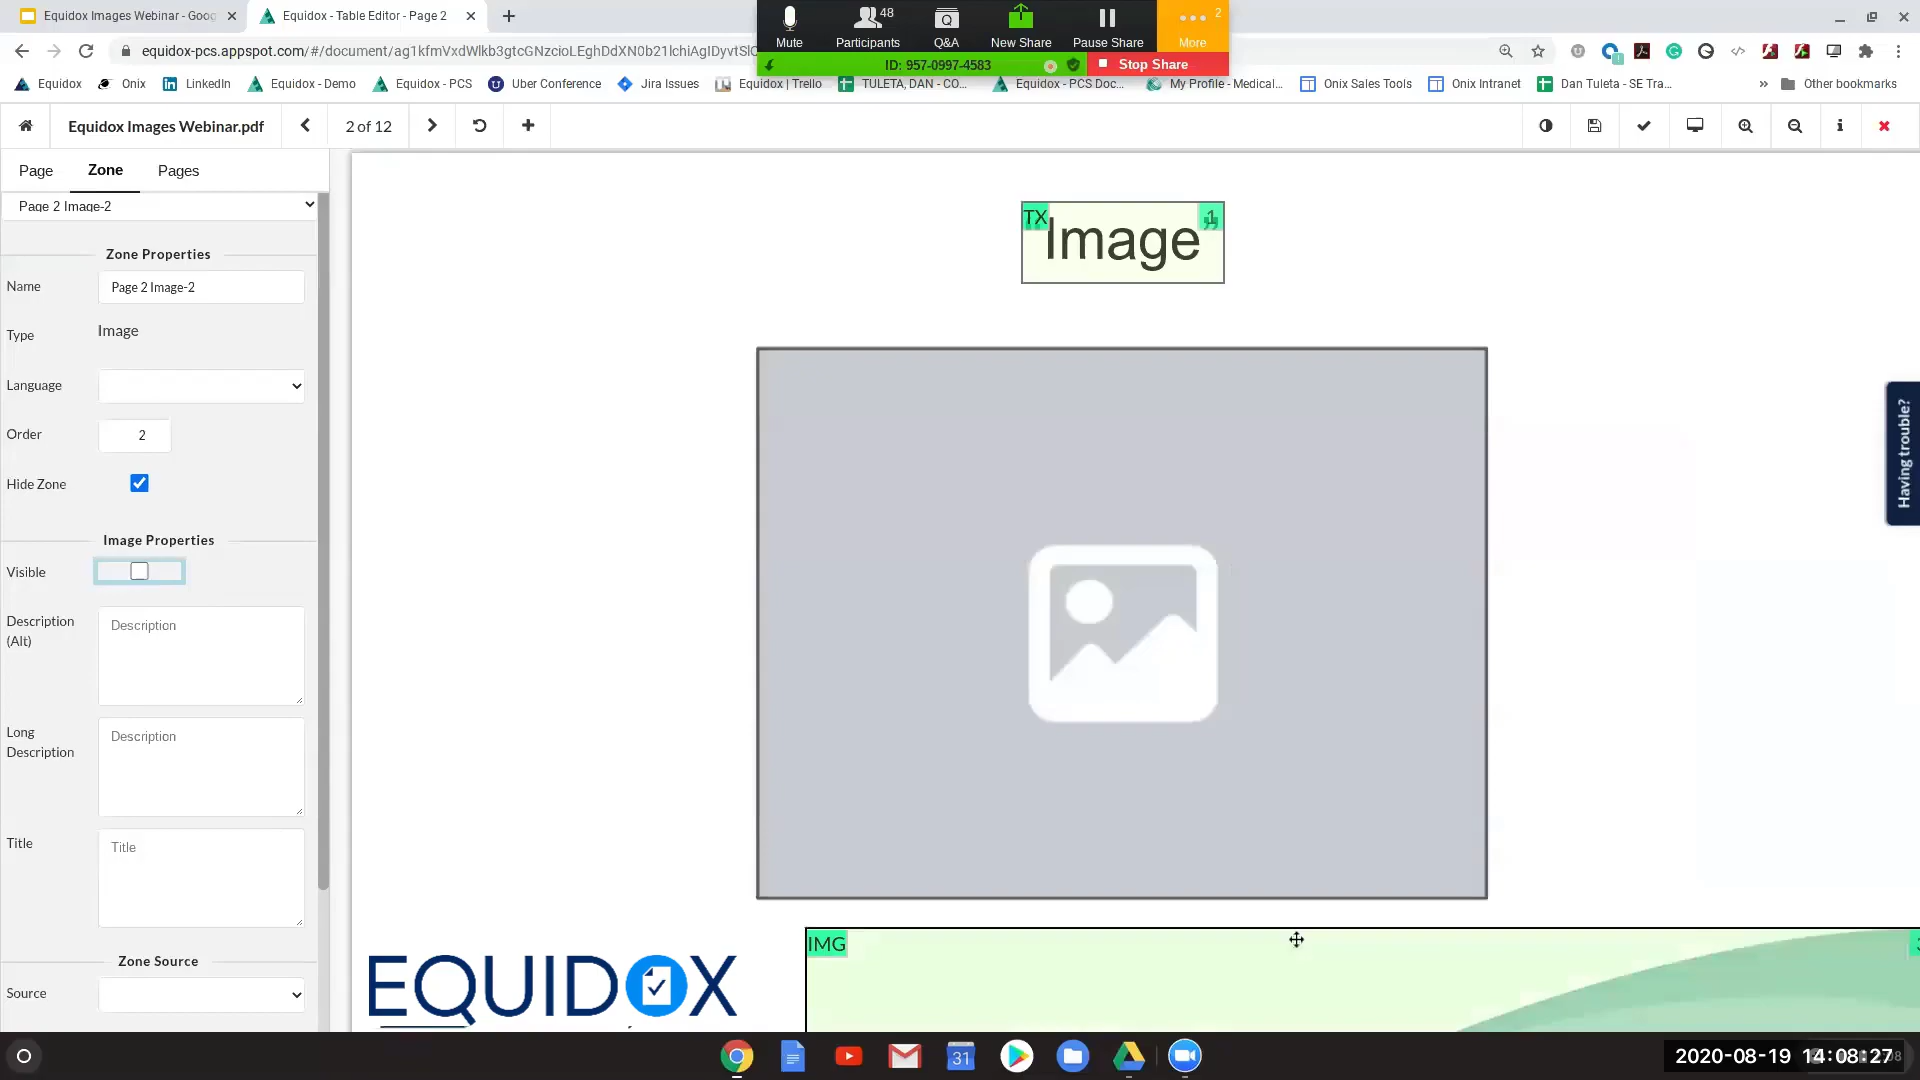 Equidox Images Webinar - Goog
Equidox - Table Editor - Page 2
Mute
Participants
48
Q&A
New Share
Pause Share
More
2
ID: 957-0997-4583
Stop Share
equidox-pcs.appspot.com/#/document/
Equidox
Onix
LinkedIn
Equidox - Demo
Equidox - PCS
Uber Conference
Jira Issues
Equidox | Trello
TULETA, DAN - CO...
Equidox - PCS Doc...
My Profile - Medical...
Onix Sales Tools
Onix Intranet
Dan Tuleta - SE Tra...
Other bookmarks
Equidox Images Webinar.pdf
2 of 12
Page
Zone
Pages
Page 2 Image-2
Zone Properties
Name
Page 2 Image-2
Type
Image
Language
Order
2
Hide Zone
Image Properties
Visible
Description (Alt)
Description
Long Description
Description
Title
Title
Zone Source
Source
TX
1
Image
IMG
EQUIDOX
Having trouble?
31
2020-08-19 14:08:27